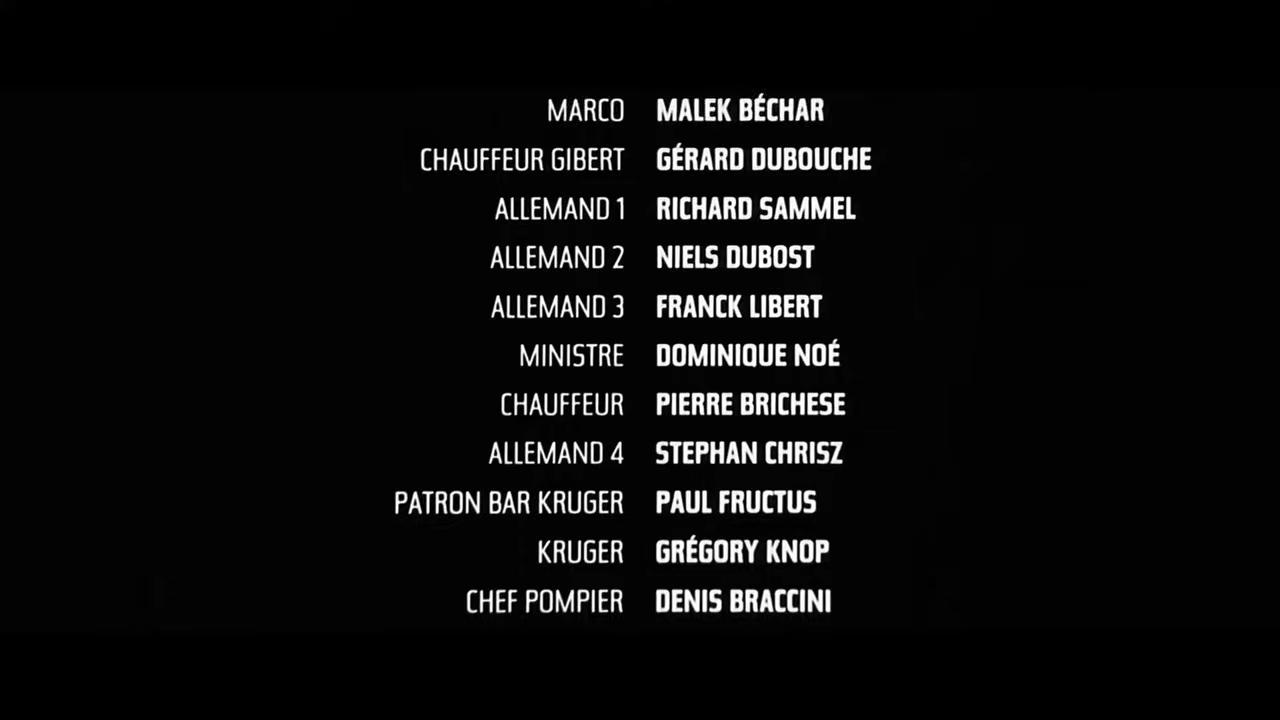 MARCO MALEK BÉCHAR
CHAUFFEUR GIBERT GÉRARD DUBOUCHE
ALLEMAND 1 RICHARD SAMMEL
ALLEMAND 2 NIELS DUBOST
ALLEMAND 3 FRANCK LIBERT
MINISTRE DOMINIQUE NOÉ
CHAUFFEUR PIERRE BRICHESE
ALLEMAND 4 STEPHAN CHRISZ
PATRON BAR KRUGER PAUL FRUCTUS
KRUGER GRÉGORY KNOP
CHEF POMPIER DENIS BRACCINI